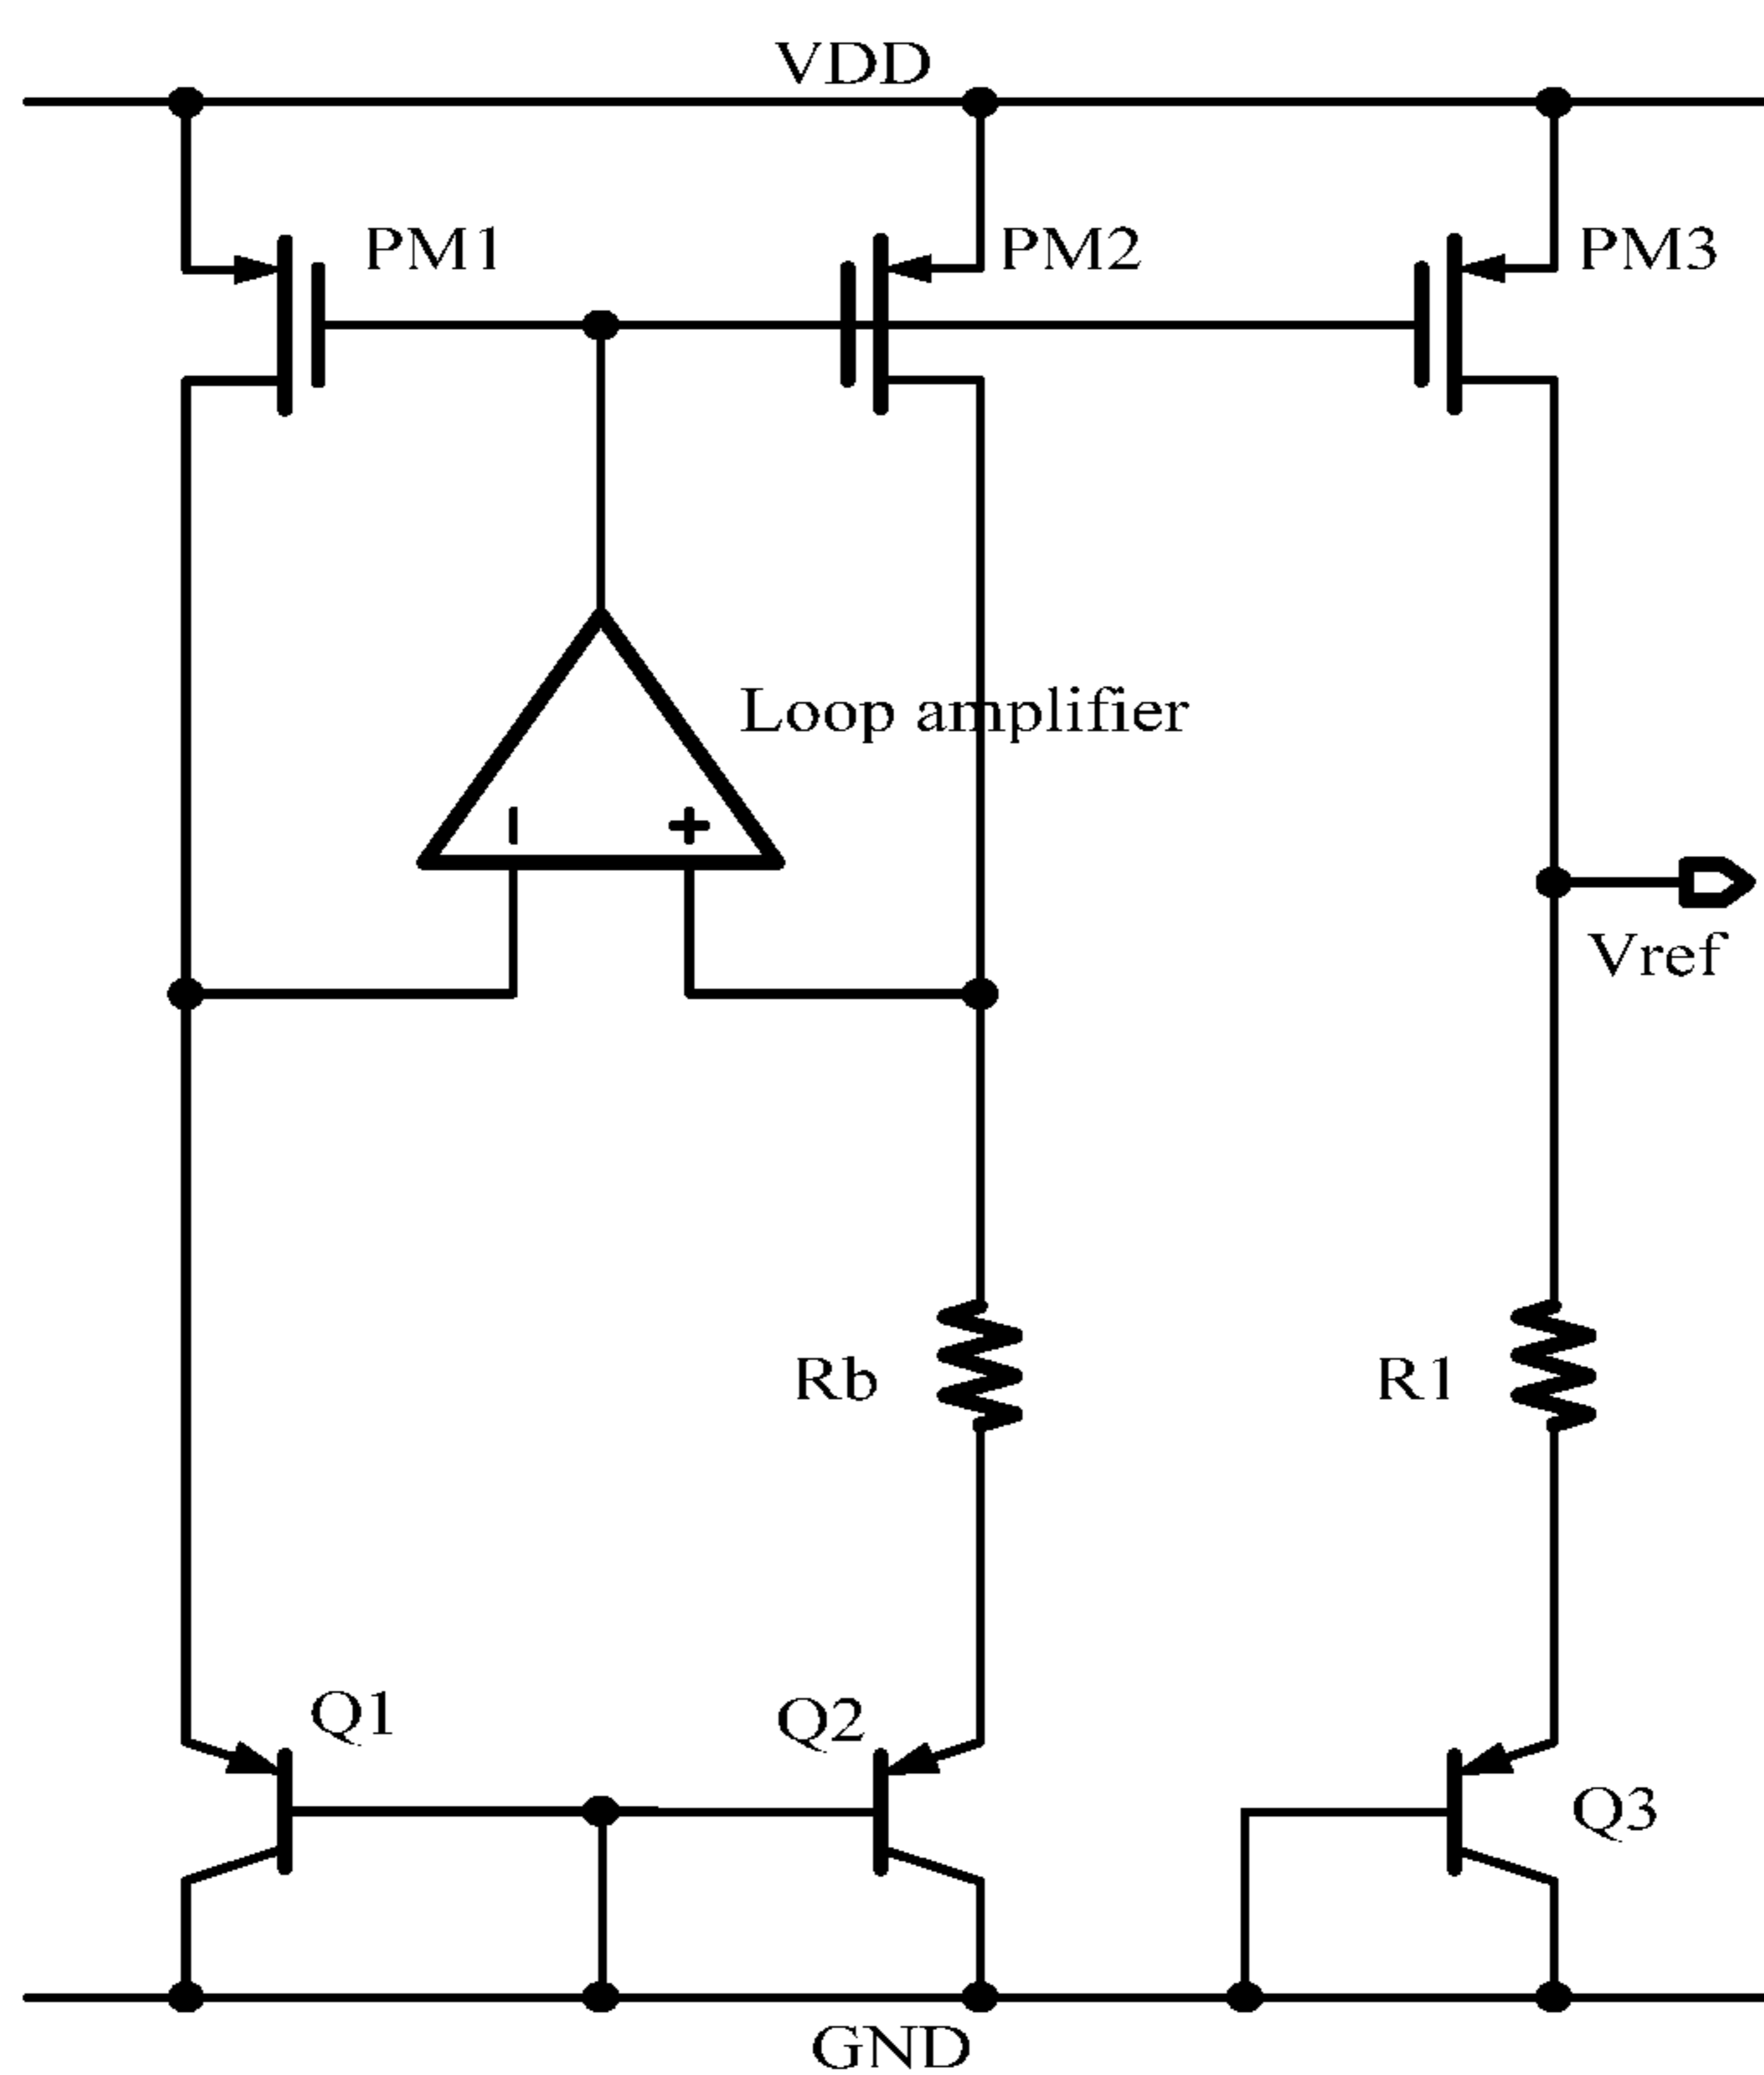 VDD
PM1
PM2
PM3
Loop amplifier
- +
Vref
Rb
R1
Q1
Q2
Q3
GND